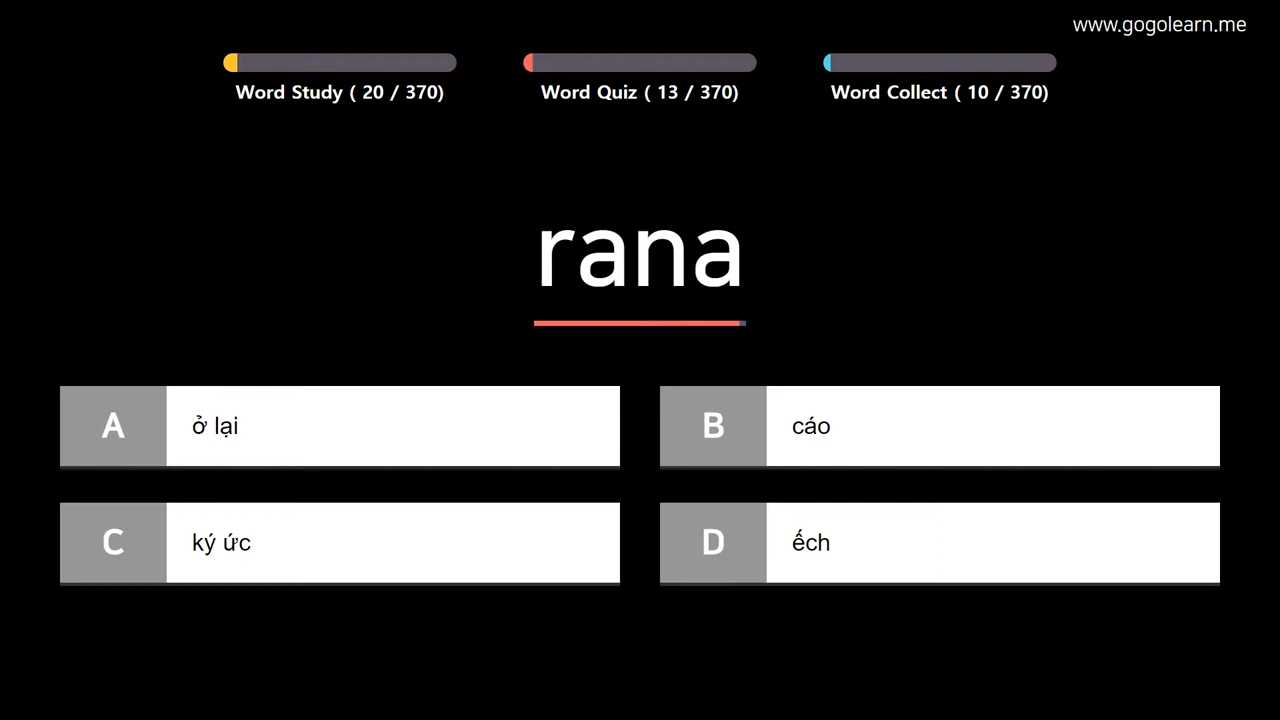 www.gogolearn.me
Word Study ( 20 / 370)
Word Quiz ( 13 / 370)
Word Collect ( 10 / 370)
rana
A ở lại
B cáo
C ký ức
D ếch